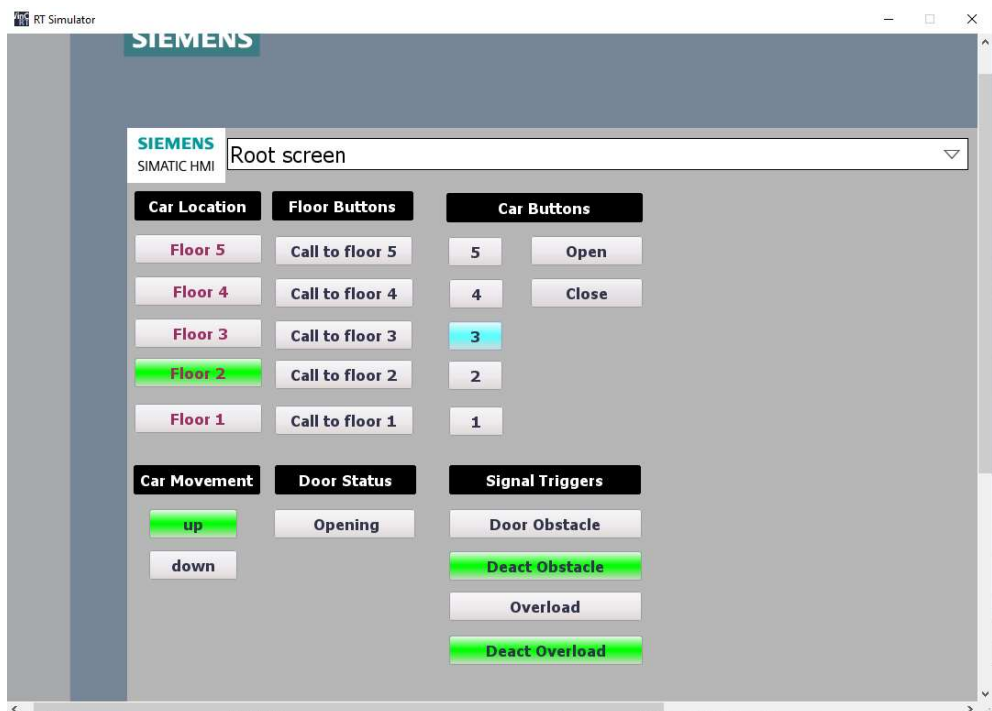 RT Simulator
SIEMENS
SIEMENS
SIMATIC HMI
Root screen
Car Location
Floor Buttons
Car Buttons
Floor 5
Call to floor 5
5
Open
Floor 4
Call to floor 4
4
Close
Floor 3
Call to floor 3
3
Floor 2
Call to floor 2
2
Floor 1
Call to floor 1
1
Car Movement
Door Status
Signal Triggers
up
Opening
Door Obstacle
down
Deact Obstacle
Overload
Deact Overload